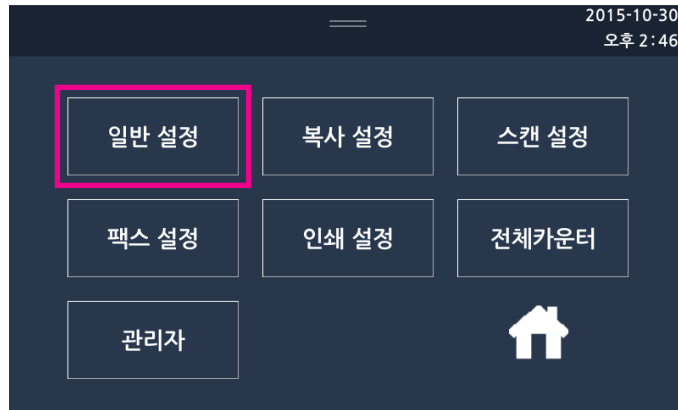 2015-10-30
오후 2:46
일반 설정
복사 설정
스캔 설정
팩스 설정
인쇄 설정
전체카운터
관리자